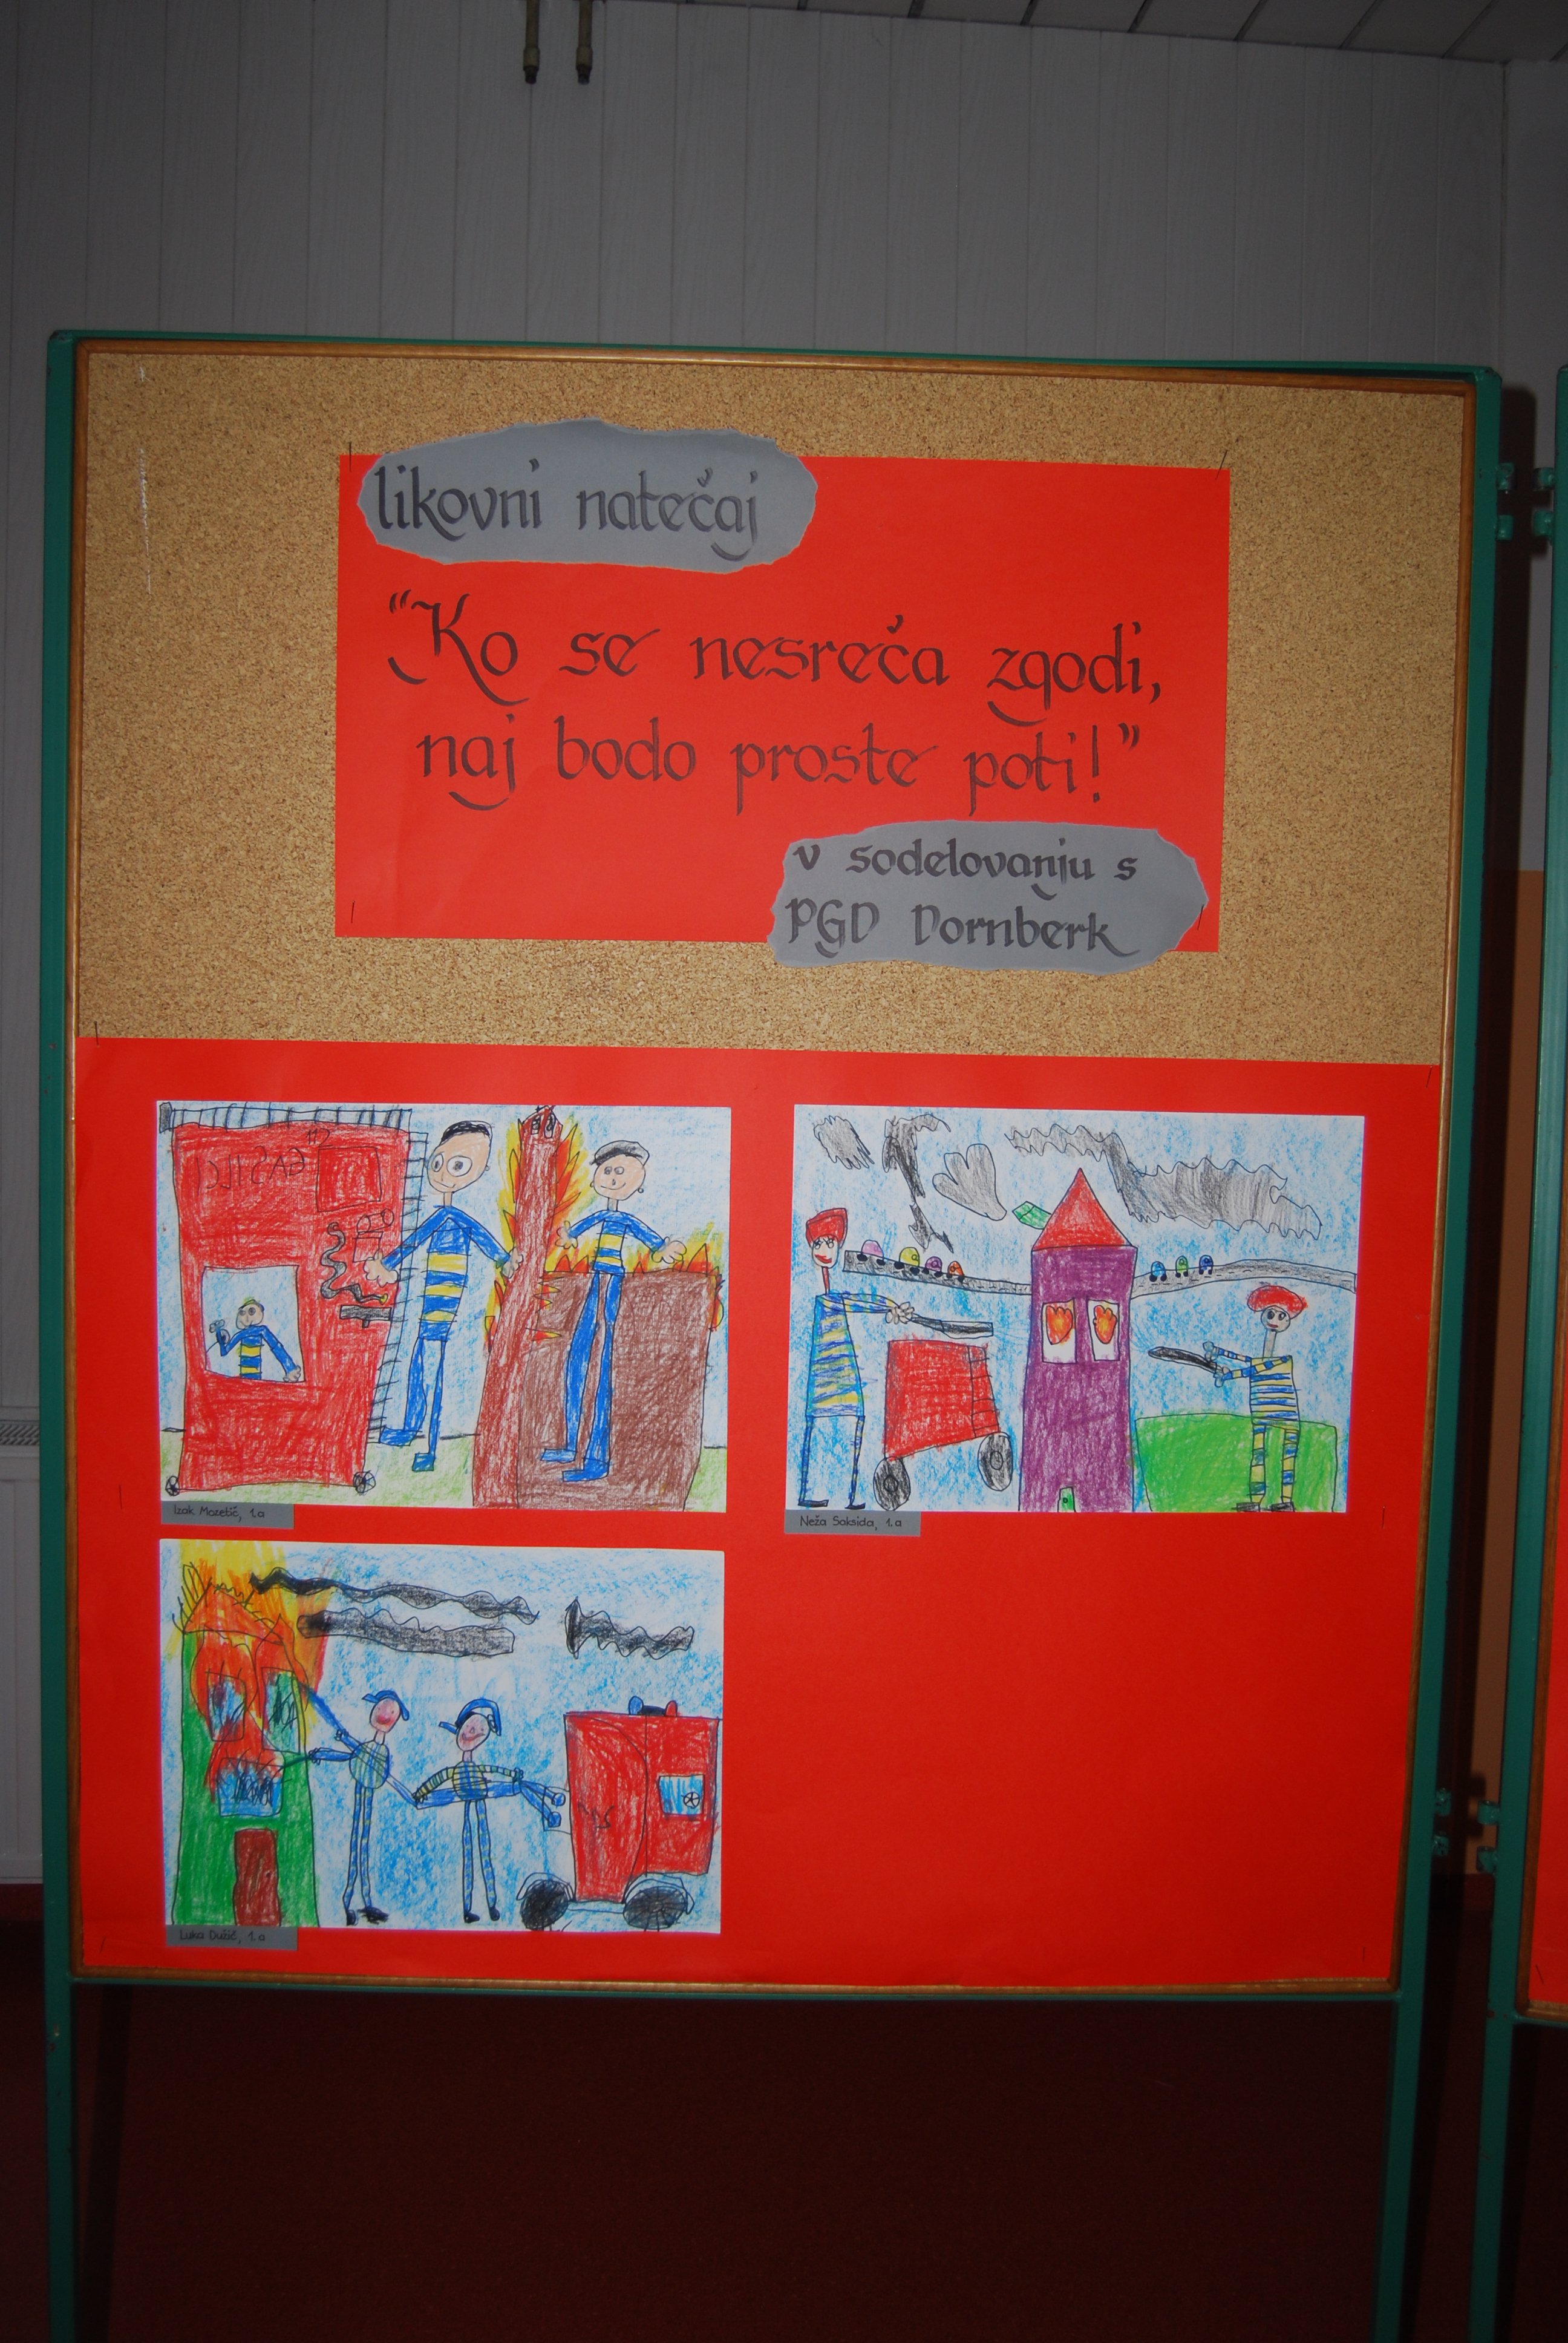 likovni natečaj
"Ko se nesreča zgodi,
naj bodo proste poti!"
v sodelovanju s
PGD Dornberk
Izak Mozetič, 1.a
Neža Saksida, 1.a
Luka Dužič, 1.a